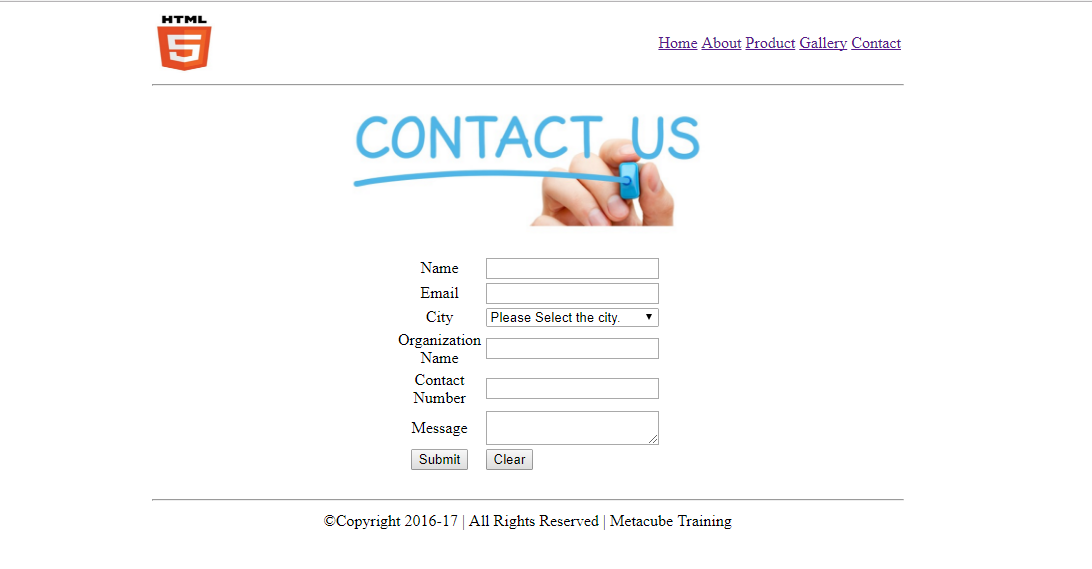 HTML
5
Home About Product Gallery Contact
CONTACT US
Name
Email
City Please Select the city.
Organization
Name
Contact
Number
Message
Submit Clear
©Copyright 2016-17 | All Rights Reserved | Metacube Training